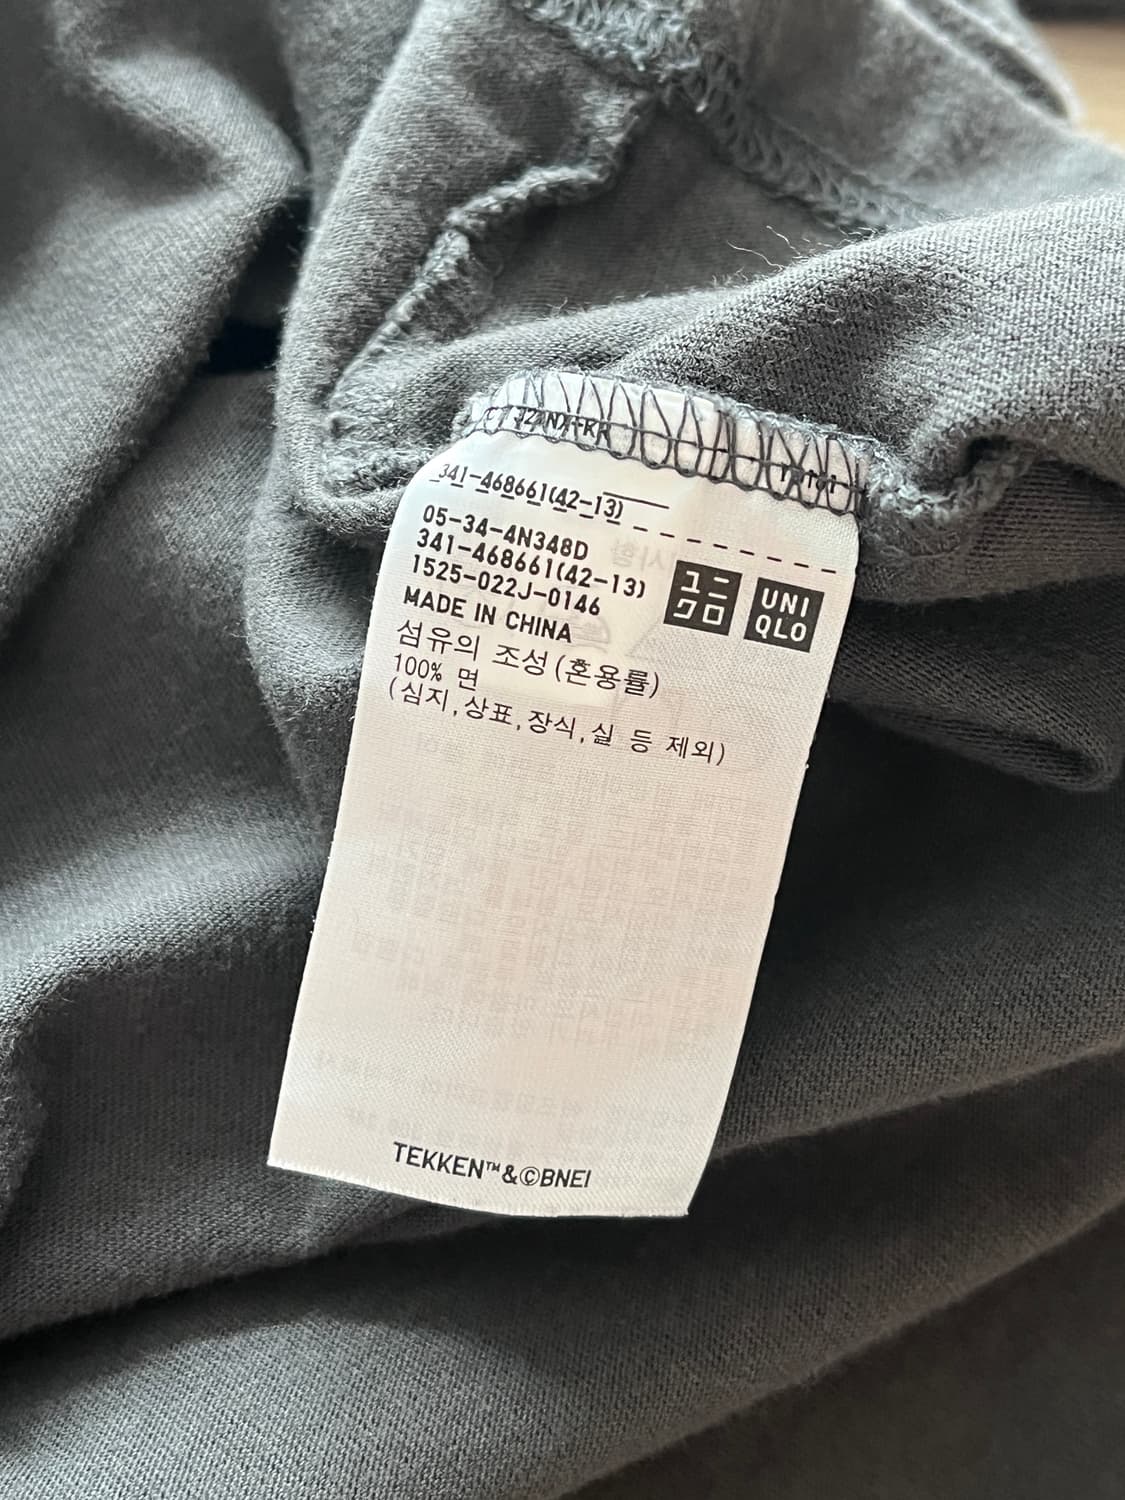 341-468661(42-13)
05-34-4N348D
341-468661(42-13)
1525-022J-0146
MADE IN CHINA
ユニ
クロ
UNI
QLO
섬유의 조성(혼용률)
100% 면
(심지,상표,장식,실 등 제외)
TEKKEN™&©BNEI